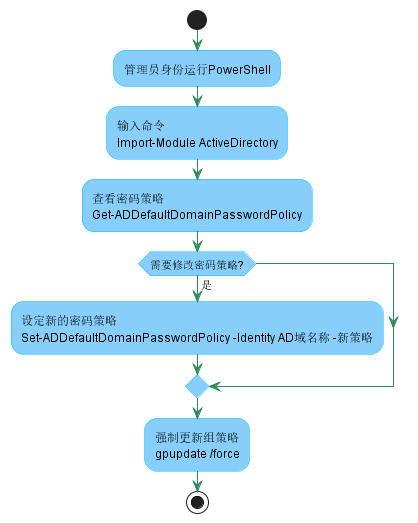 管理员身份运行PowerShell
输入命令
Import-Module ActiveDirectory
查看密码策略
Get-ADDefaultDomainPasswordPolicy
需要修改密码策略?
是
设定新的密码策略
Set-ADDefaultDomainPasswordPolicy -Identity AD域名称 -新策略
强制更新组策略
gpupdate /force